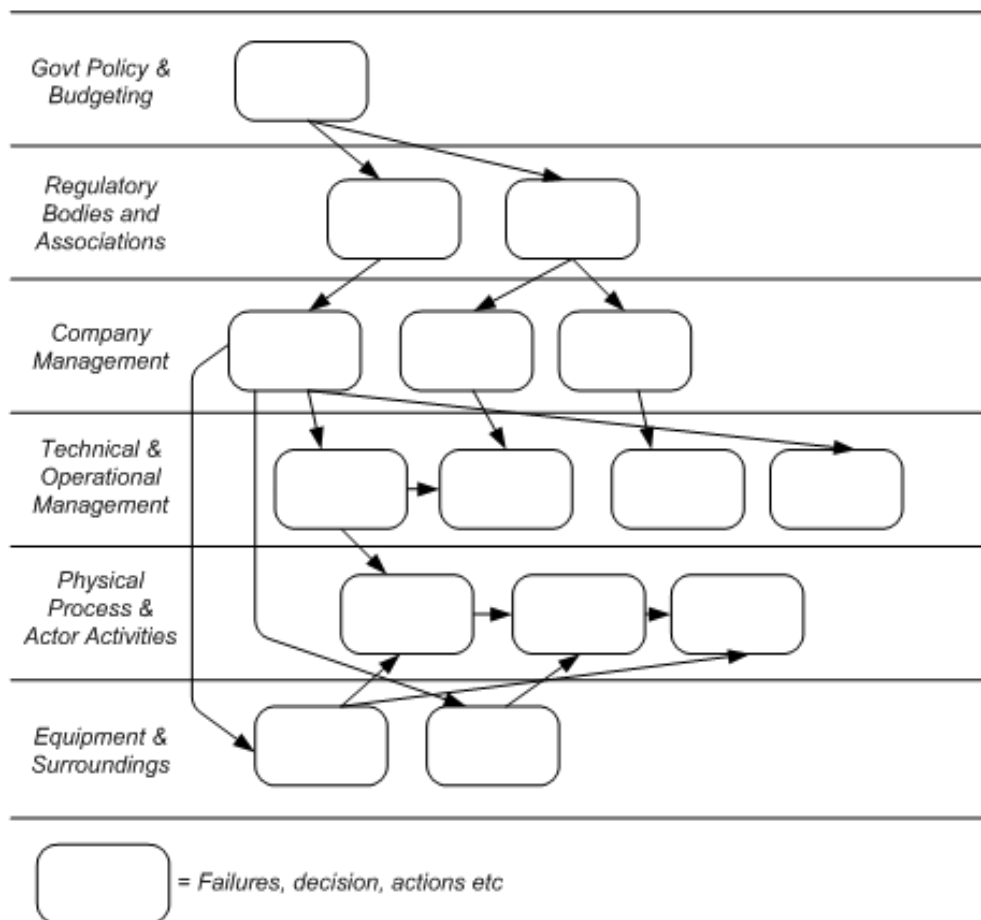 Govt Policy &
Budgeting
Regulatory
Bodies and
Associations
Company
Management
Technical &
Operational
Management
Physical
Process &
Actor Activities
Equipment &
Surroundings
= Failures, decision, actions etc